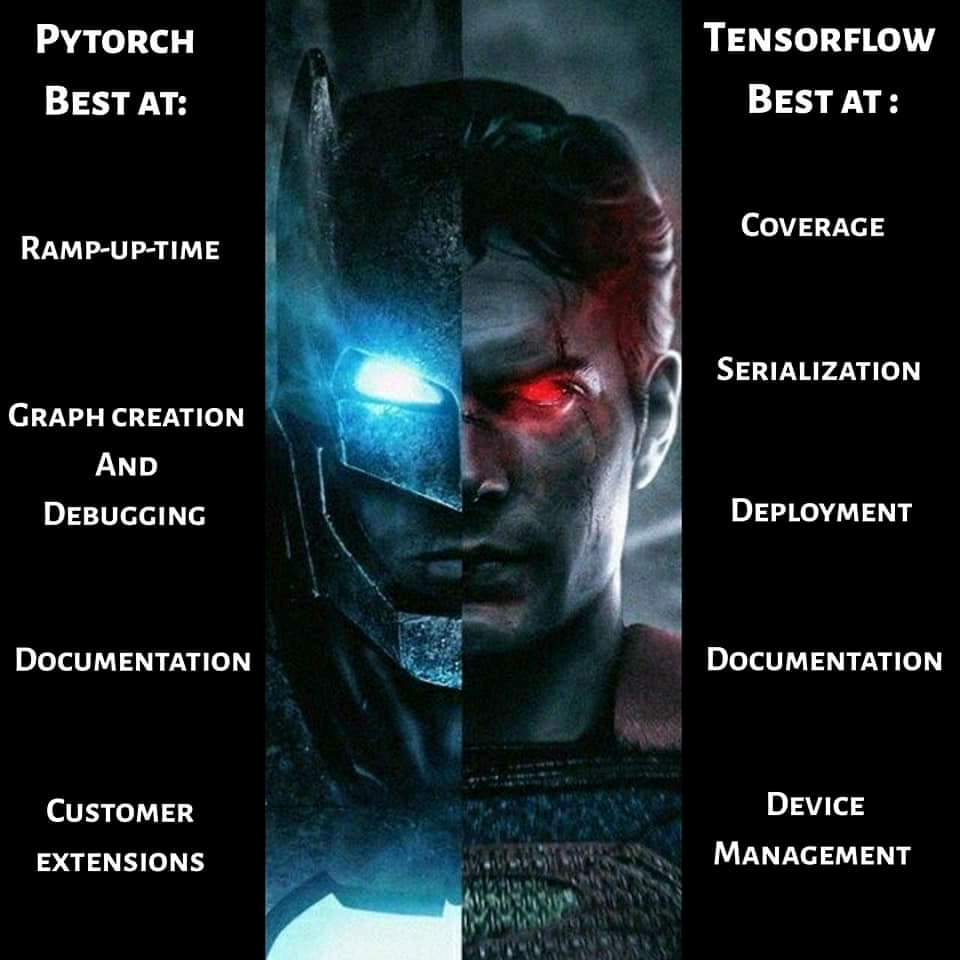 Pytorch
Best at:
Ramp-up-time
Graph creation
And
Debugging
Documentation
Customer
extensions
Tensorflow
Best at :
Coverage
Serialization
Deployment
Documentation
Device
Management